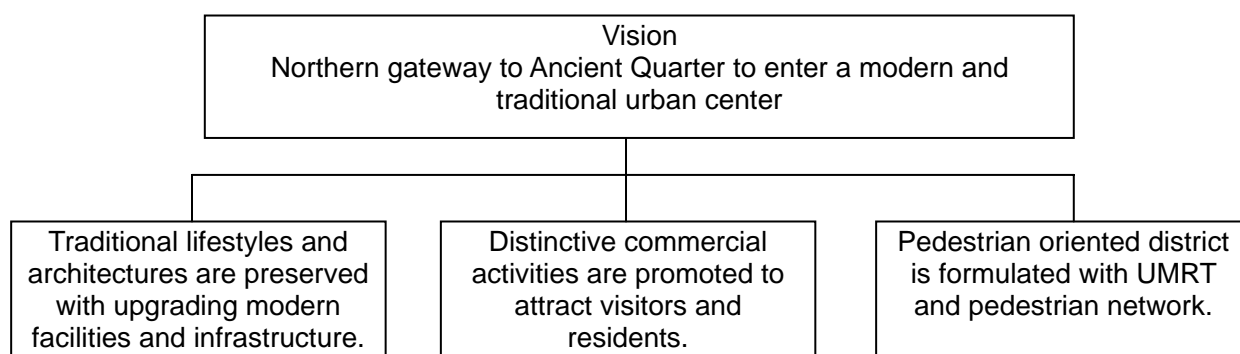 Vision
Northern gateway to Ancient Quarter to enter a modern and
traditional urban center
Traditional lifestyles and
architectures are preserved
with upgrading modern
facilities and infrastructure.
Distinctive commercial
activities are promoted to
attract visitors and
residents.
Pedestrian oriented district
is formulated with UMRT
and pedestrian network.